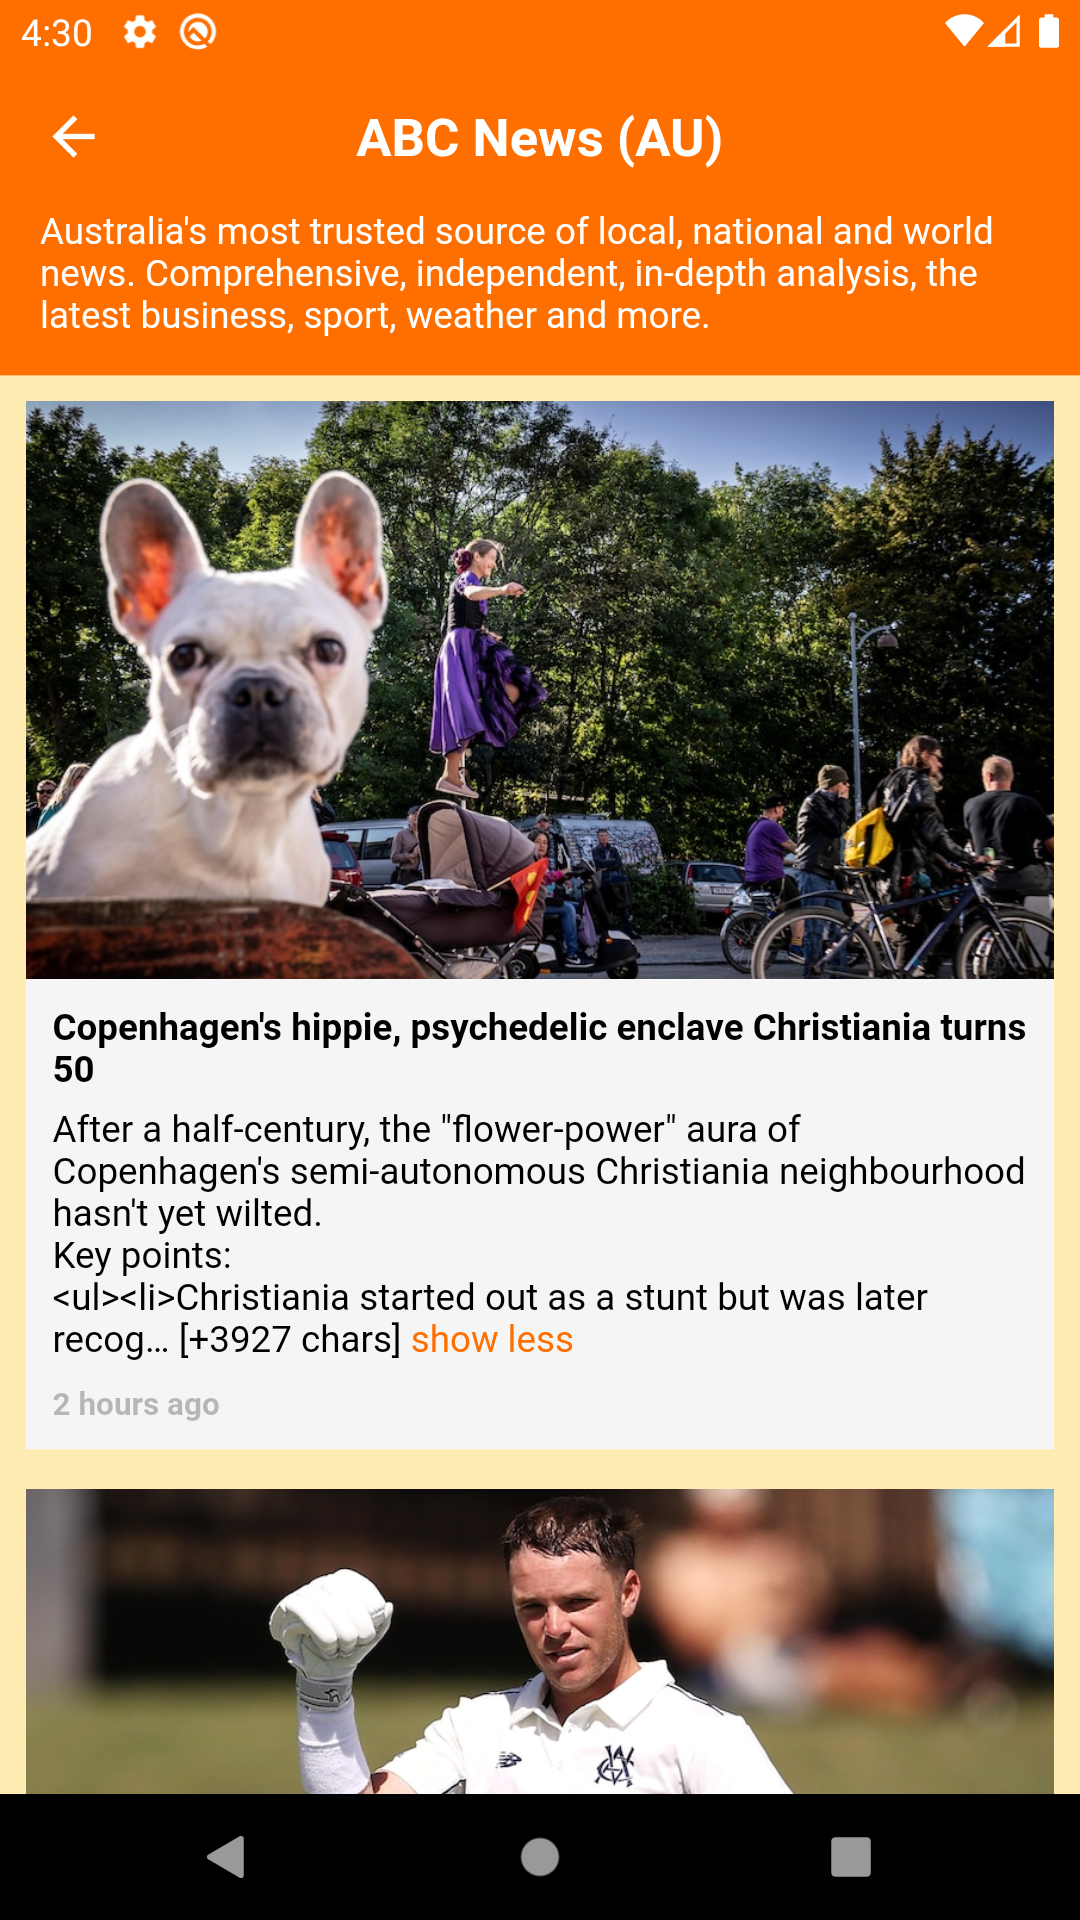 4:30
ABC News (AU)
Australia's most trusted source of local, national and world
news. Comprehensive, independent, in-depth analysis, the
latest business, sport, weather and more.
Copenhagen's hippie, psychedelic enclave Christiania turns
50
After a half-century, the "flower-power" aura of
Copenhagen's semi-autonomous Christiania neighbourhood
hasn't yet wilted.
Key points:
<ul><li>Christiania started out as a stunt but was later
recog… [+3927 chars] show less
2 hours ago